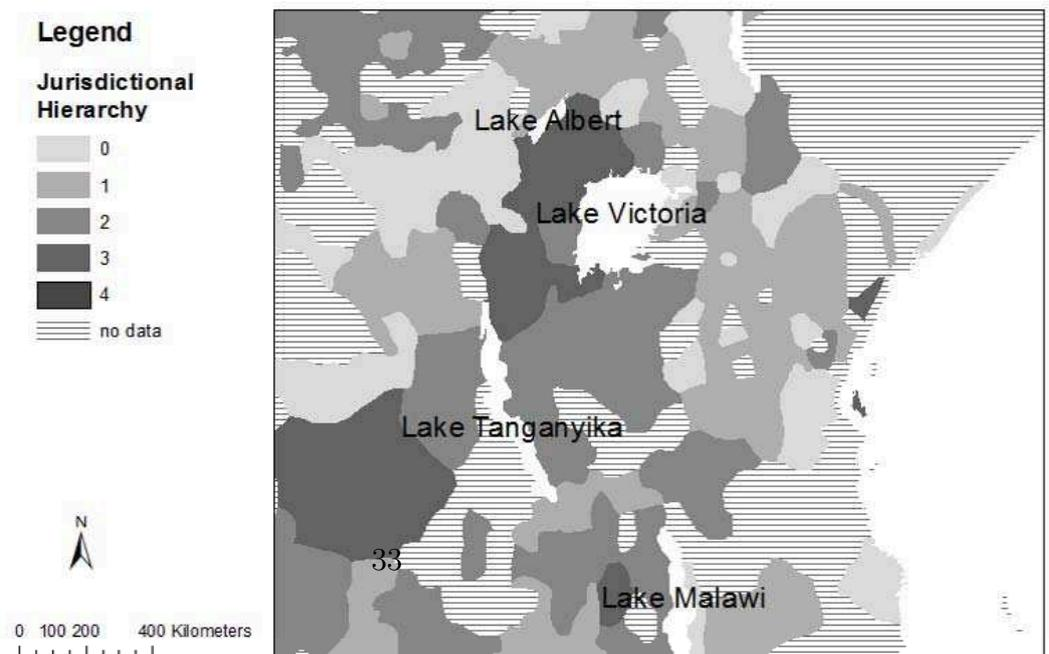 Legend
Jurisdictional
Hierarchy
0
1
2
3
4
no data
N
0 100 200 400 Kilometers
Lake Albert
Lake Victoria
Lake Tanganyika
33
Lake Malawi